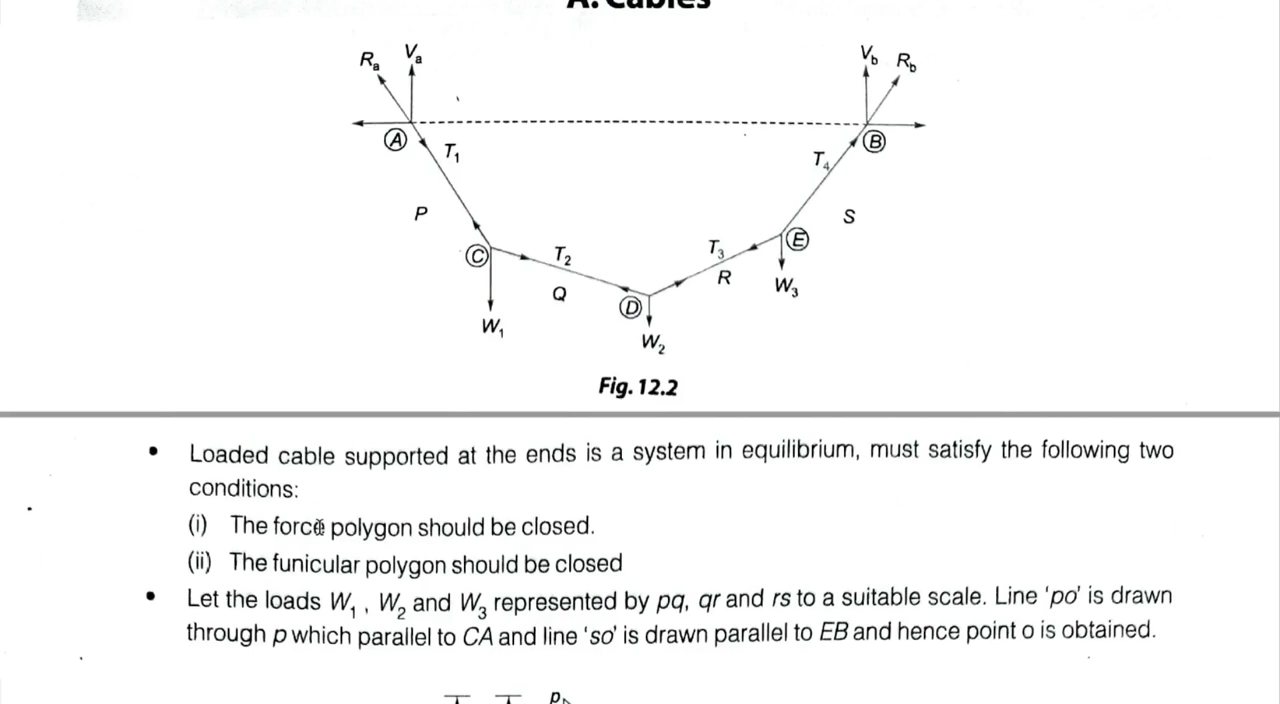 A. Cables
Rₐ Vₐ V_b R_b
A B
T₁ T₄
P S
C T₂ T₃ E
Q R W₃
D
W₁ W₂
Fig. 12.2
• Loaded cable supported at the ends is a system in equilibrium, must satisfy the following two
conditions:
(i) The force polygon should be closed.
(ii) The funicular polygon should be closed
• Let the loads W₁ , W₂ and W₃ represented by pq, qr and rs to a suitable scale. Line 'po' is drawn
through p which parallel to CA and line 'so' is drawn parallel to EB and hence point o is obtained.
p